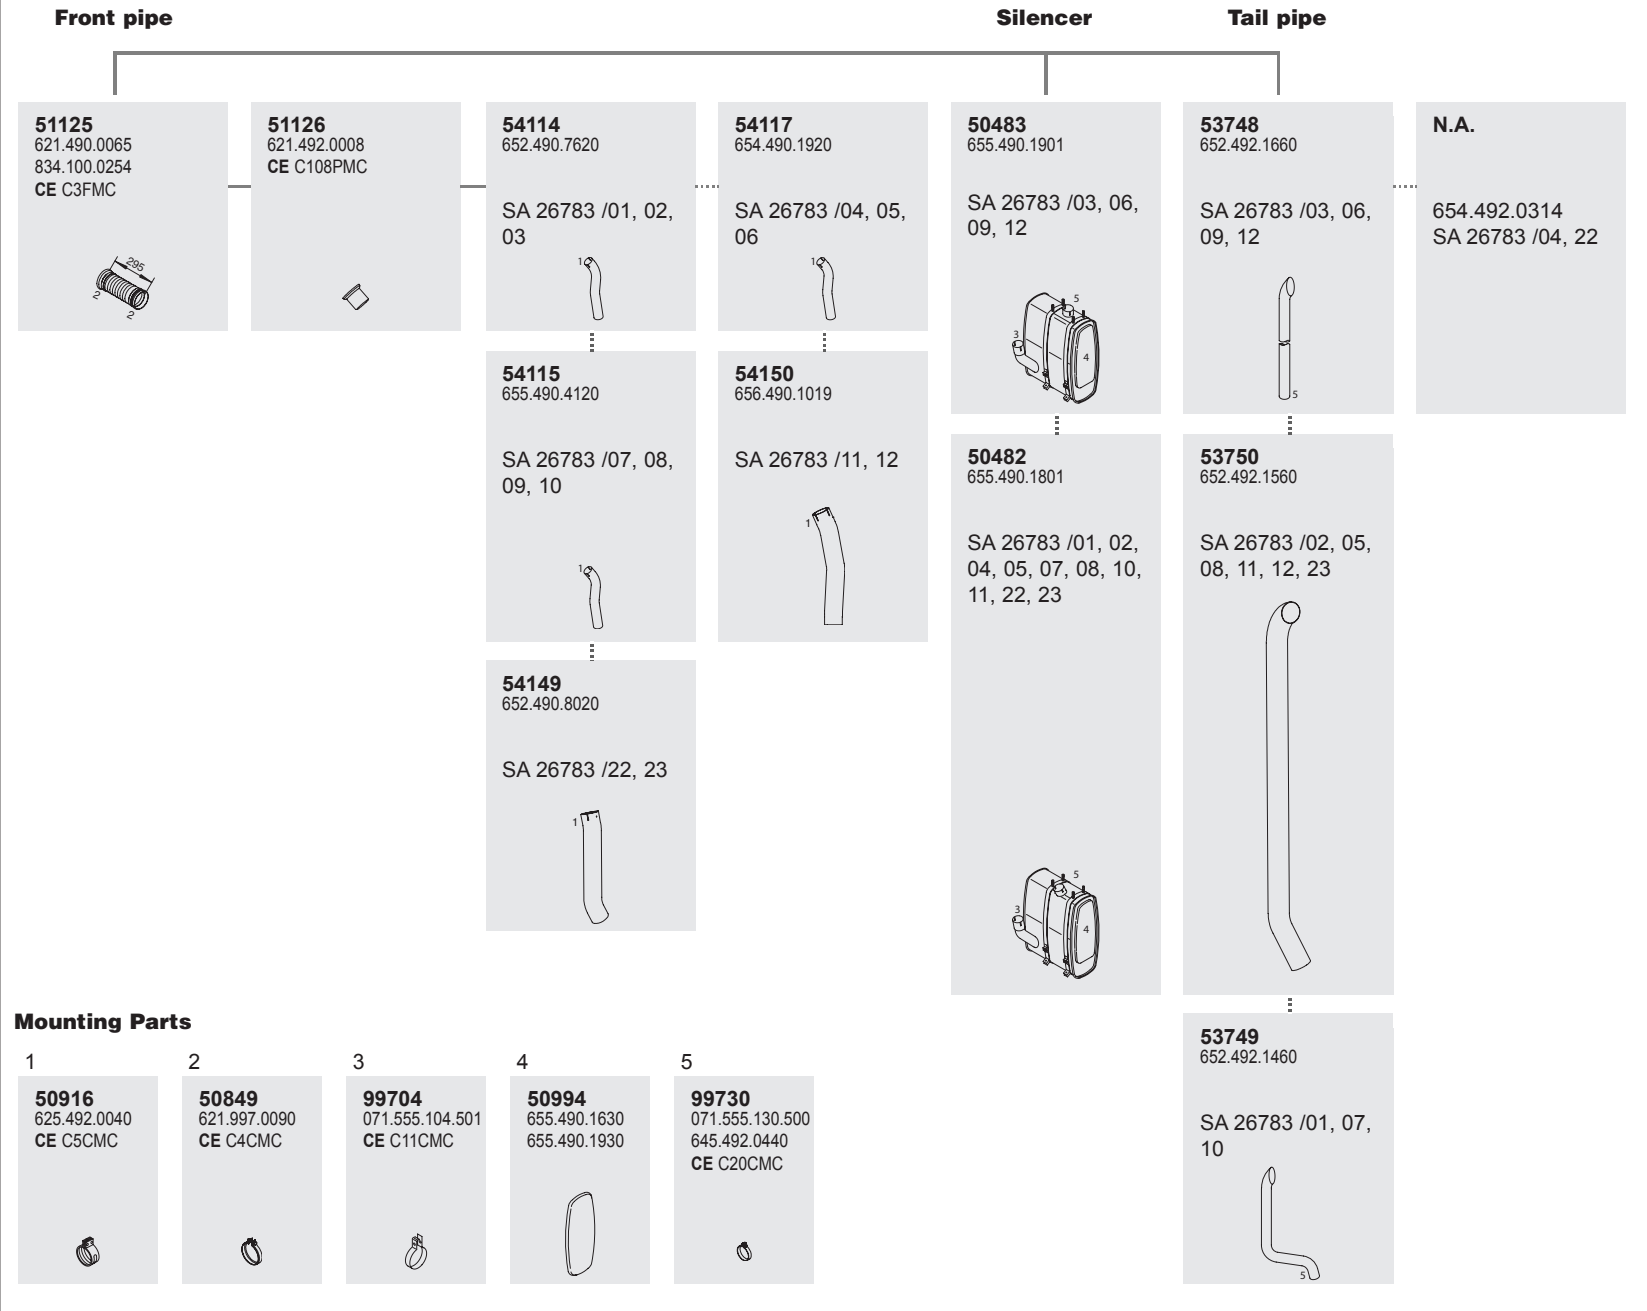 Front pipe
Silencer
Tail pipe
51125
621.490.0065
834.100.0254
CE C3FMC
295
2
2
51126
621.492.0008
CE C108PMC
54114
652.490.7620
SA 26783 /01, 02,
03
1
54117
654.490.1920
SA 26783 /04, 05,
06
1
50483
655.490.1901
SA 26783 /03, 06,
09, 12
5
3
4
53748
652.492.1660
SA 26783 /03, 06,
09, 12
5
N.A.
654.492.0314
SA 26783 /04, 22
54115
655.490.4120
SA 26783 /07, 08,
09, 10
1
54150
656.490.1019
SA 26783 /11, 12
1
50482
655.490.1801
SA 26783 /01, 02,
04, 05, 07, 08, 10,
11, 22, 23
5
3
4
53750
652.492.1560
SA 26783 /02, 05,
08, 11, 12, 23
54149
652.490.8020
SA 26783 /22, 23
1
53749
652.492.1460
SA 26783 /01, 07,
10
5
Mounting Parts
1
50916
625.492.0040
CE C5CMC
2
50849
621.997.0090
CE C4CMC
3
99704
071.555.104.501
CE C11CMC
4
50994
655.490.1630
655.490.1930
5
99730
071.555.130.500
645.492.0440
CE C20CMC